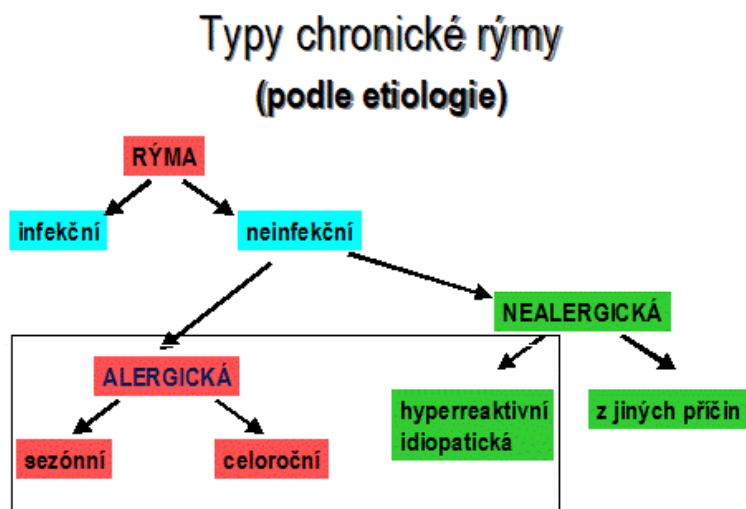 Typy chronické rýmy
(podle etiologie)
RÝMA
infekční
neinfekční
NEALERGICKÁ
ALERGICKÁ
hyperreaktivní
idiopatická
z jiných příčin
sezónní
celoroční